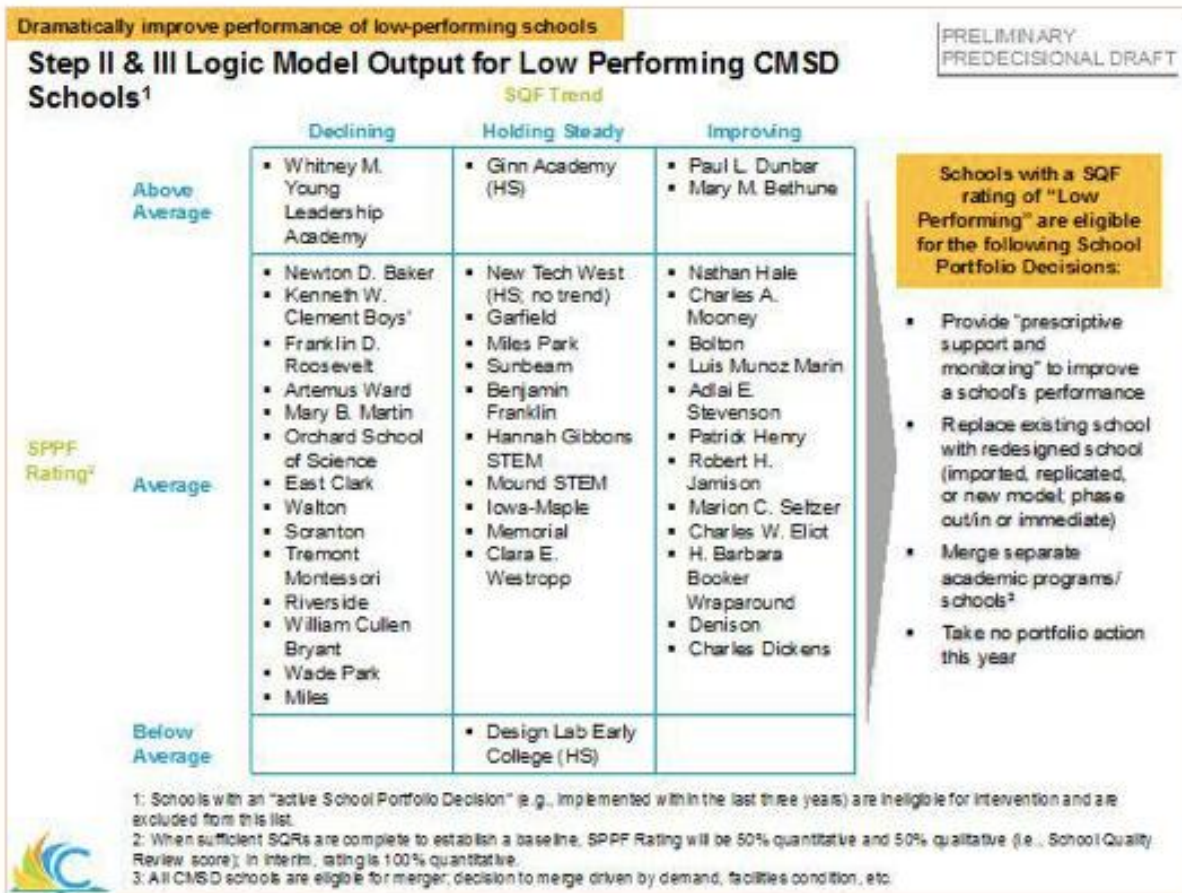 Dramatically improve performance of low-performing schools
PRELIMINARY
PREDECISIONAL DRAFT
Step II & III Logic Model Output for Low Performing CMSD
Schools¹
SQF Trend
Declining
Holding Steady
Improving
Above
Average
▪ Whitney M.
Young
Leadership
Academy
▪ Ginn Academy
(HS)
▪ Paul L. Dunbar
▪ Mary M. Bethune
SPPF
Rating²
Average
▪ Newton D. Baker
▪ Kenneth W.
Clement Boys'
▪ Franklin D.
Roosevelt
▪ Artemus Ward
▪ Mary B. Martin
▪ Orchard School
of Science
▪ East Clark
▪ Walton
▪ Scranton
▪ Tremont
Montessori
▪ Riverside
▪ William Cullen
Bryant
▪ Wade Park
▪ Miles
▪ New Tech West
(HS; no trend)
▪ Garfield
▪ Miles Park
▪ Sunbeam
▪ Benjamin
Franklin
▪ Hannah Gibbons
STEM
▪ Mound STEM
▪ Iowa-Maple
▪ Memorial
▪ Clara E.
Westropp
▪ Nathan Hale
▪ Charles A.
Mooney
▪ Bolton
▪ Luis Munoz Marin
▪ Adlai E.
Stevenson
▪ Patrick Henry
▪ Robert H.
Jamison
▪ Marion C. Seltzer
▪ Charles W. Eliot
▪ H. Barbara
Booker
Wraparound
▪ Denison
▪ Charles Dickens
Below
Average
▪ Design Lab Early
College (HS)
Schools with a SQF
rating of "Low
Performing" are eligible
for the following School
Portfolio Decisions:
▪ Provide "prescriptive
support and
monitoring" to improve
a school's performance
▪ Replace existing school
with redesigned school
(imported, replicated,
or new model; phase
out/in or immediate)
▪ Merge separate
academic programs/
schools³
▪ Take no portfolio action
this year
1: Schools with an "active School Portfolio Decision" (e.g., implemented within the last three years) are ineligible for intervention and are
excluded from this list.
2: When sufficient SQRs are complete to establish a baseline, SPPF Rating will be 50% quantitative and 50% qualitative (i.e., School Quality
Review score); in interim, rating is 100% quantitative.
3: All CMSD schools are eligible for merger; decision to merge driven by demand, facilities condition, etc.